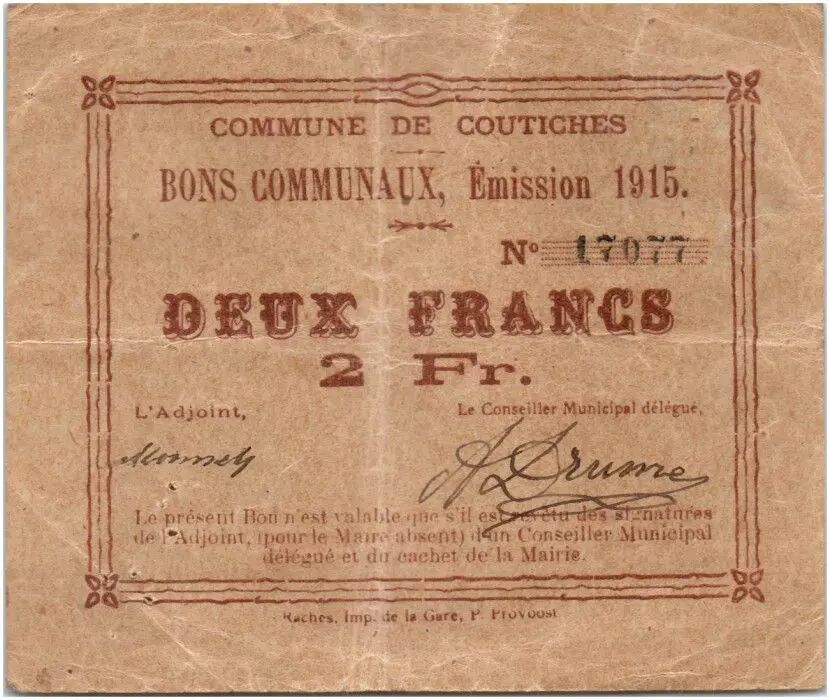 COMMUNE DE COUTICHES
BONS COMMUNAUX, Émission 1915.
No 17077
DEUX FRANCS
2 Fr.
L'Adjoint,
Le Conseiller Municipal délégué,
Le présent Bon n'est valable que s'il est revêtu des signatures
de l'Adjoint, (pour le Maire absent) d'un Conseiller Municipal
délégué et du cachet de la Mairie.
Raches, Imp. de la Gare, P. Provoost